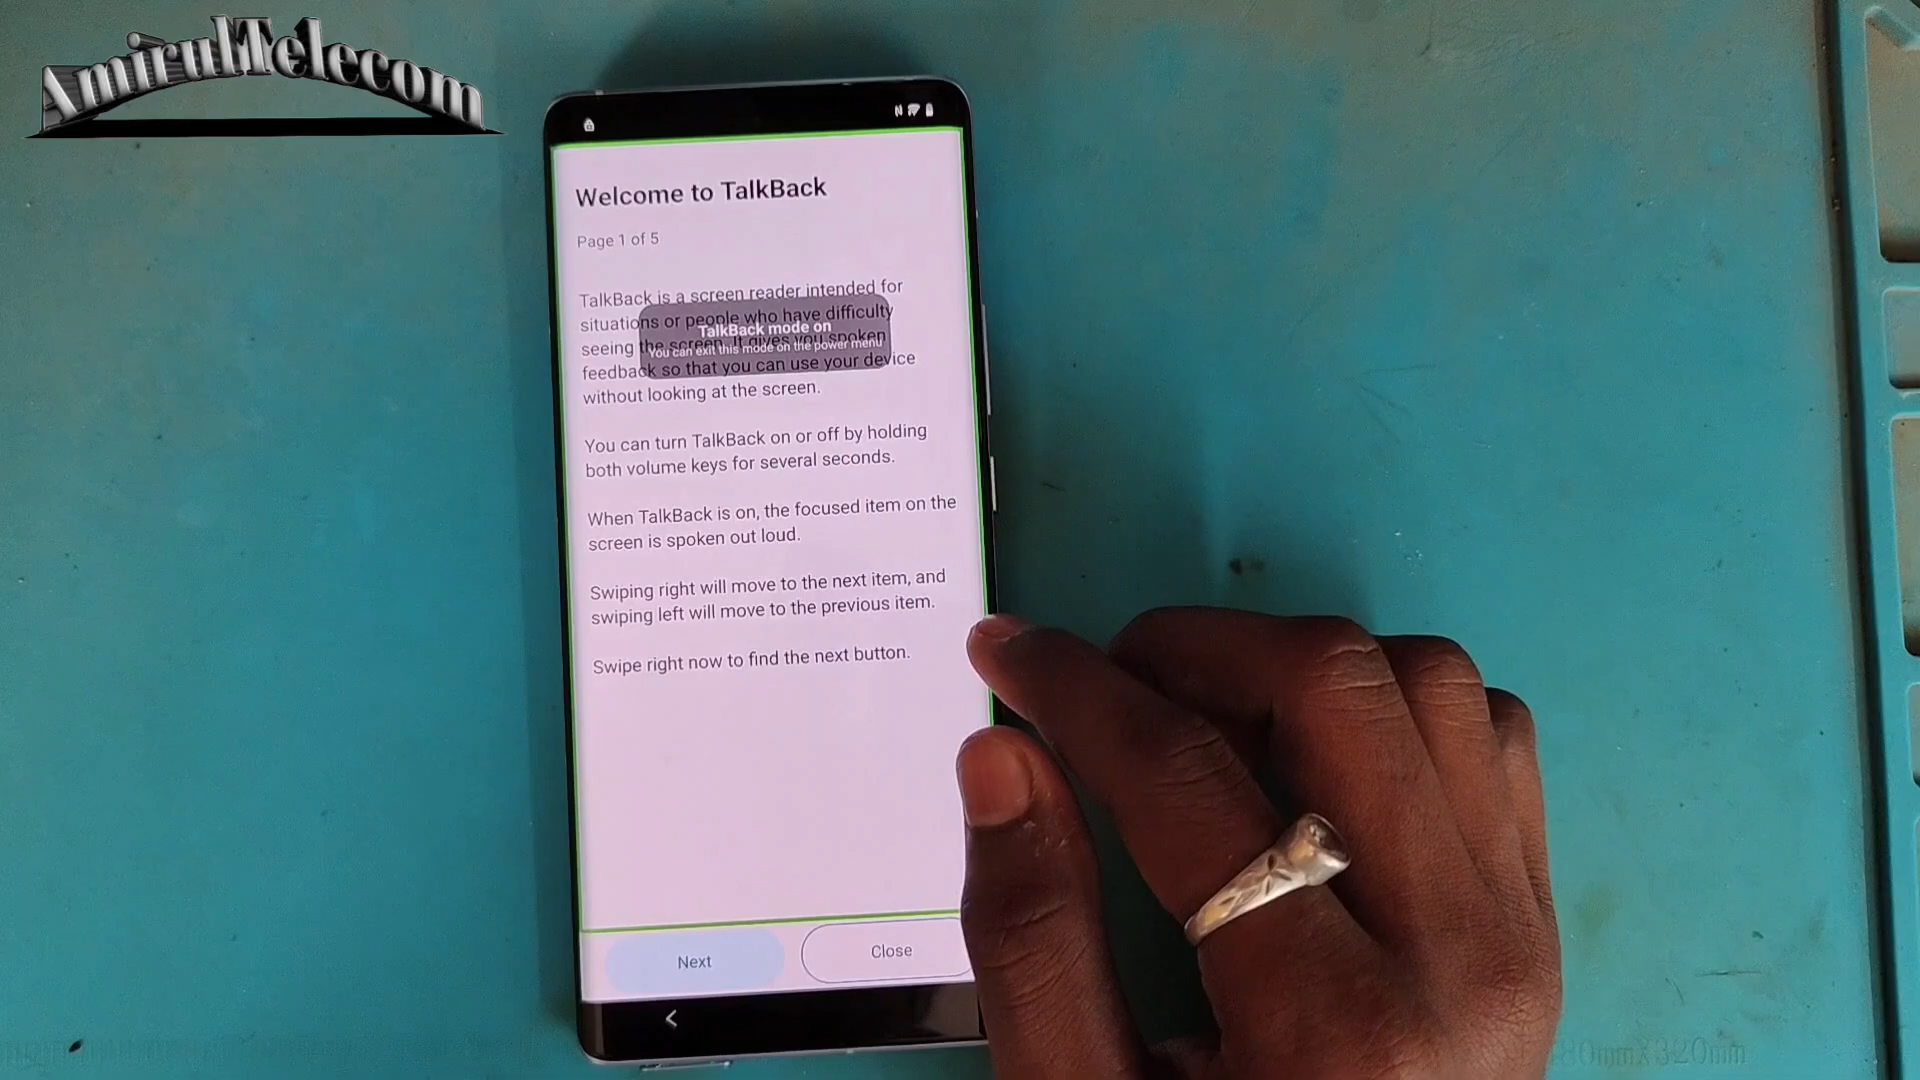 AmirulTelecom
Welcome to TalkBack
Page 1 of 5
TalkBack is a screen reader intended for
situations or people who have difficulty
seeing the screen. It gives you spoken
feedback so that you can use your device
without looking at the screen.
TalkBack mode on
You can exit this mode on the power menu
You can turn TalkBack on or off by holding
both volume keys for several seconds.
When TalkBack is on, the focused item on the
screen is spoken out loud.
Swiping right will move to the next item, and
swiping left will move to the previous item.
Swipe right now to find the next button.
Next
Close